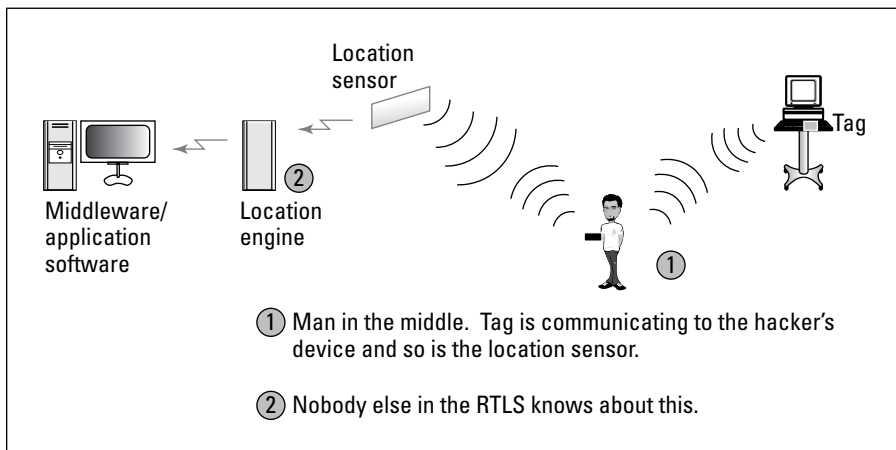 Location
sensor
Tag
2
Middleware/
application
software
Location
engine
1
1 Man in the middle. Tag is communicating to the hacker's
device and so is the location sensor.
2 Nobody else in the RTLS knows about this.